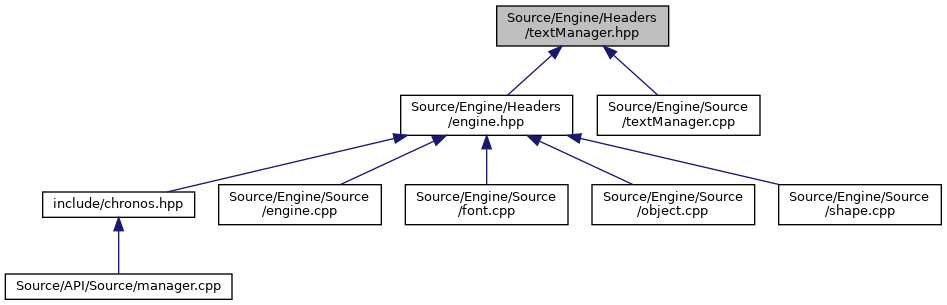 Source/Engine/Headers
/textManager.hpp
Source/Engine/Headers
/engine.hpp
Source/Engine/Source
/textManager.cpp
include/chronos.hpp
Source/Engine/Source
/engine.cpp
Source/Engine/Source
/font.cpp
Source/Engine/Source
/object.cpp
Source/Engine/Source
/shape.cpp
Source/API/Source/manager.cpp